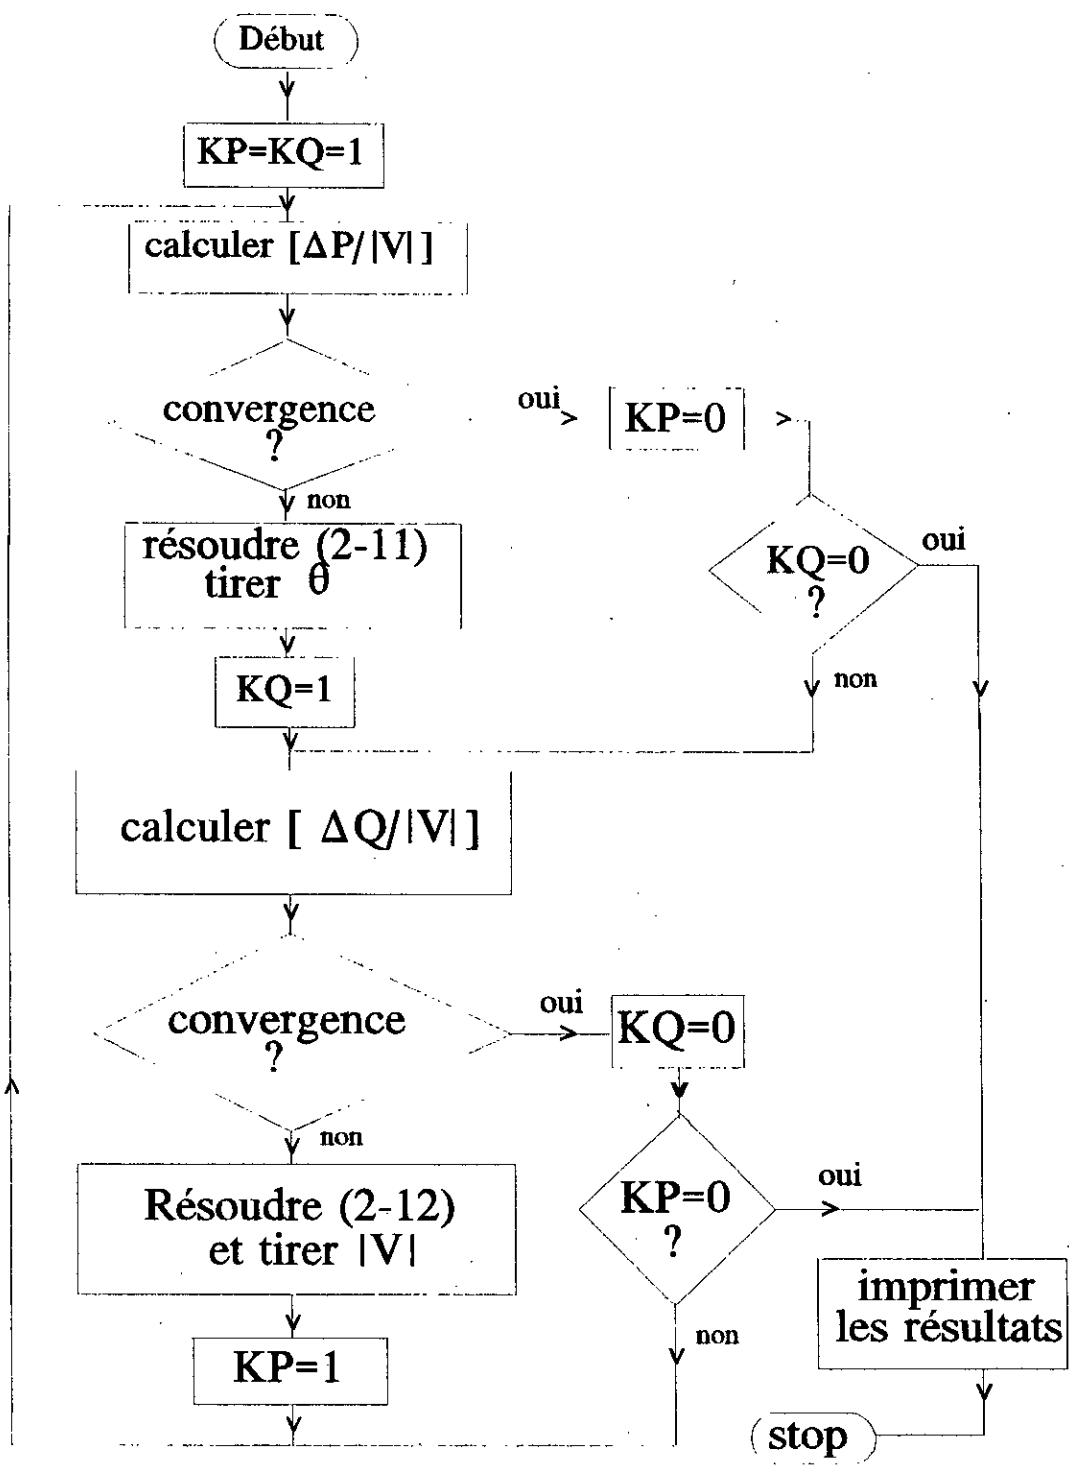 Début
KP=KQ=1
calculer [ΔP/|V|]
convergence
?
oui
KP=0
non
résoudre (2-11)
tirer θ
KQ=0
?
oui
non
KQ=1
calculer [ ΔQ/|V| ]
convergence
?
oui
KQ=0
non
Résoudre (2-12)
et tirer |V|
KP=0
?
oui
non
KP=1
imprimer
les résultats
stop